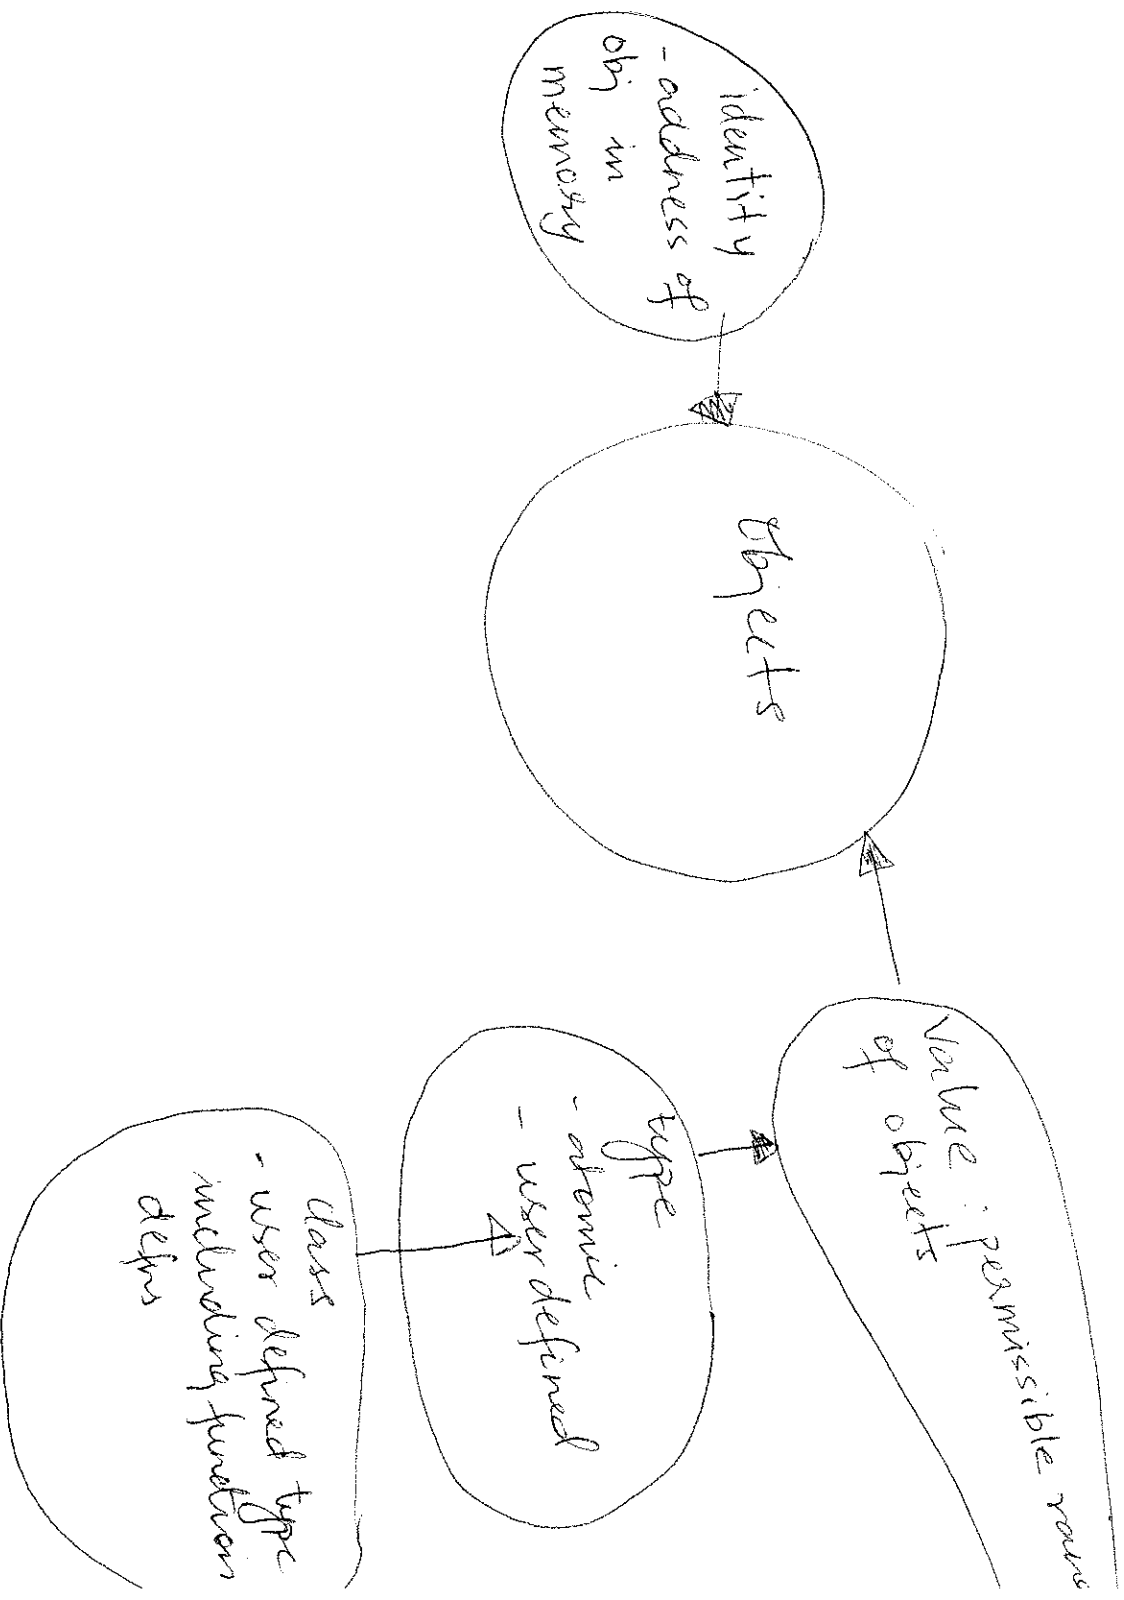 identity
- address of
obj in
memory
Objects
Value : permissible
of objects
type
- atomic
- user defined
class
- user defined type
including function
defns